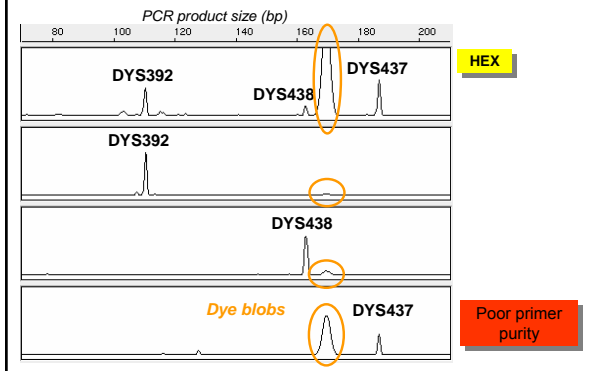 PCR product size (bp)
80 100 120 140 160 180 200
HEX
DYS392
DYS438
DYS437
DYS392
DYS438
Dye blobs
DYS437
Poor primer
purity